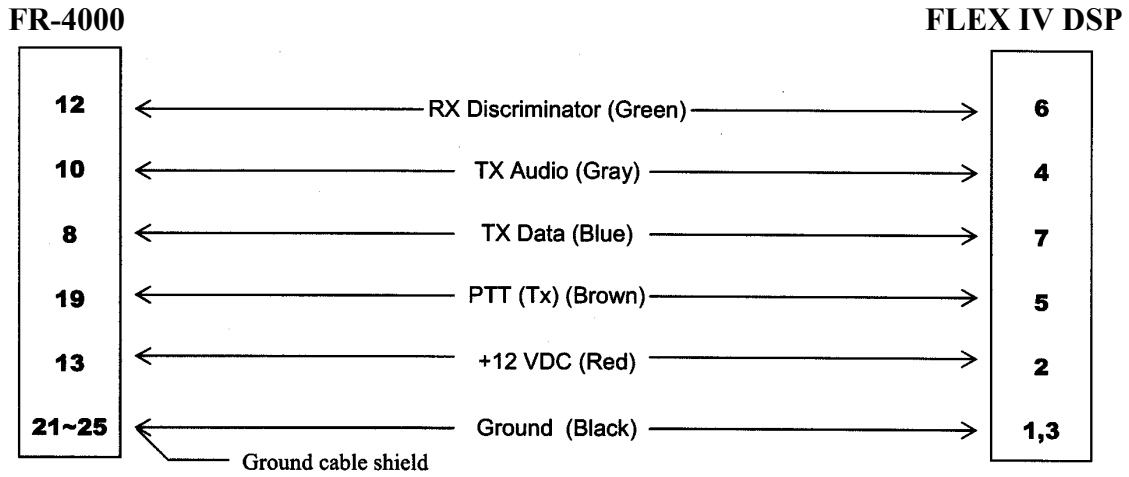 FR-4000 FLEX IV DSP
12 RX Discriminator (Green) 6
10 TX Audio (Gray) 4
8 TX Data (Blue) 7
19 PTT (Tx) (Brown) 5
13 +12 VDC (Red) 2
21~25 Ground (Black) 1,3
Ground cable shield